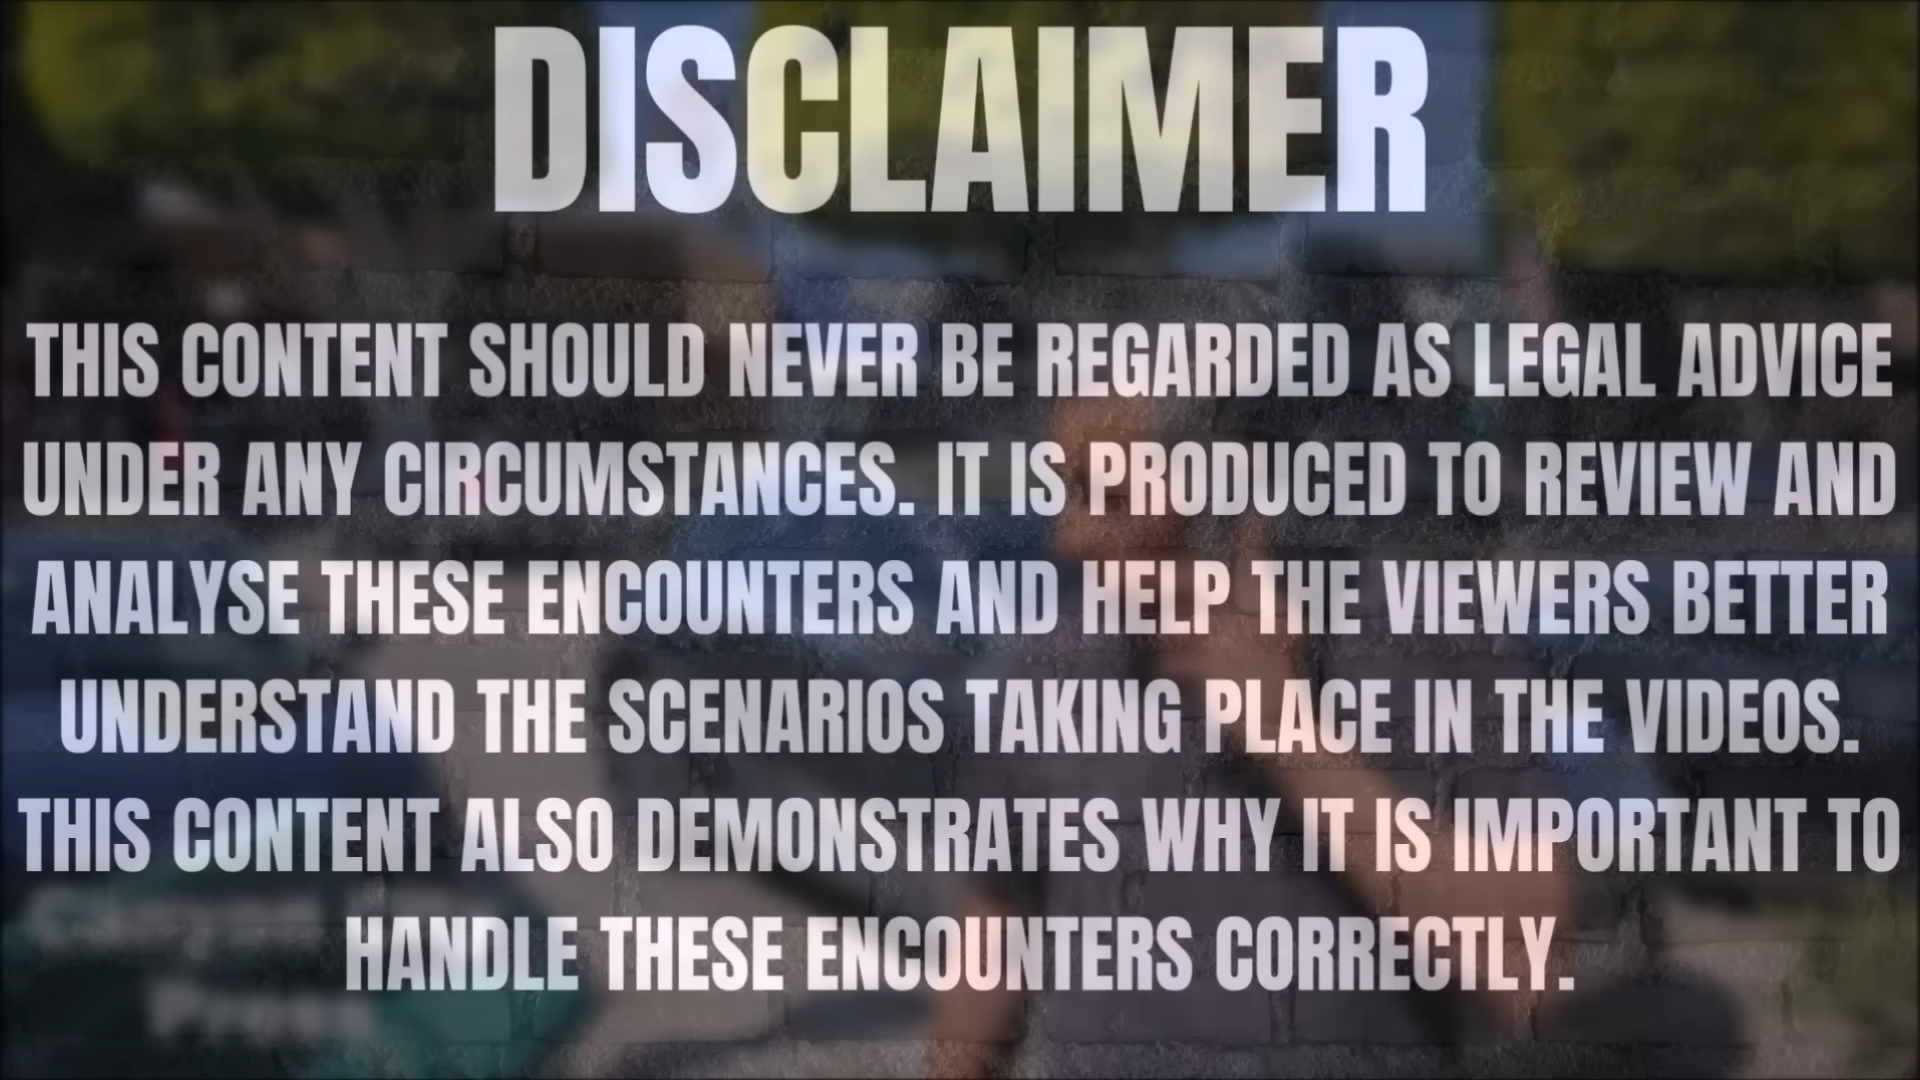 DISCLAIMER
THIS CONTENT SHOULD NEVER BE REGARDED AS LEGAL ADVICE
UNDER ANY CIRCUMSTANCES. IT IS PRODUCED TO REVIEW AND
ANALYSE THESE ENCOUNTERS AND HELP THE VIEWERS BETTER
UNDERSTAND THE SCENARIOS TAKING PLACE IN THE VIDEOS.
THIS CONTENT ALSO DEMONSTRATES WHY IT IS IMPORTANT TO
HANDLE THESE ENCOUNTERS CORRECTLY.